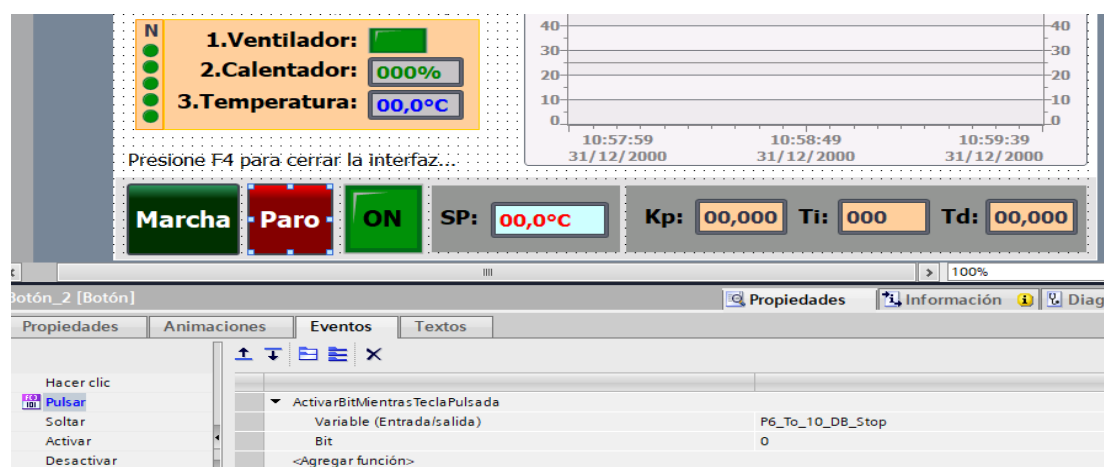 N
1.Ventilador:
2.Calentador: 000%
3.Temperatura: 00,0°C
Presione F4 para cerrar la interfaz...
40 40
30 30
20 20
10 10
0 0
10:57:59 10:58:49 10:59:39
31/12/2000 31/12/2000 31/12/2000
Marcha Paro ON SP: 00,0°C Kp: 00,000 Ti: 000 Td: 00,000
100%
Botón_2 [Botón] Propiedades Información Diag
Propiedades Animaciones Eventos Textos
Hacer clic
Pulsar ActivarBitMientrasTeclaPulsada
Soltar Variable (Entrada/salida) P6_To_10_DB_Stop
Activar Bit 0
Desactivar <Agregar función>